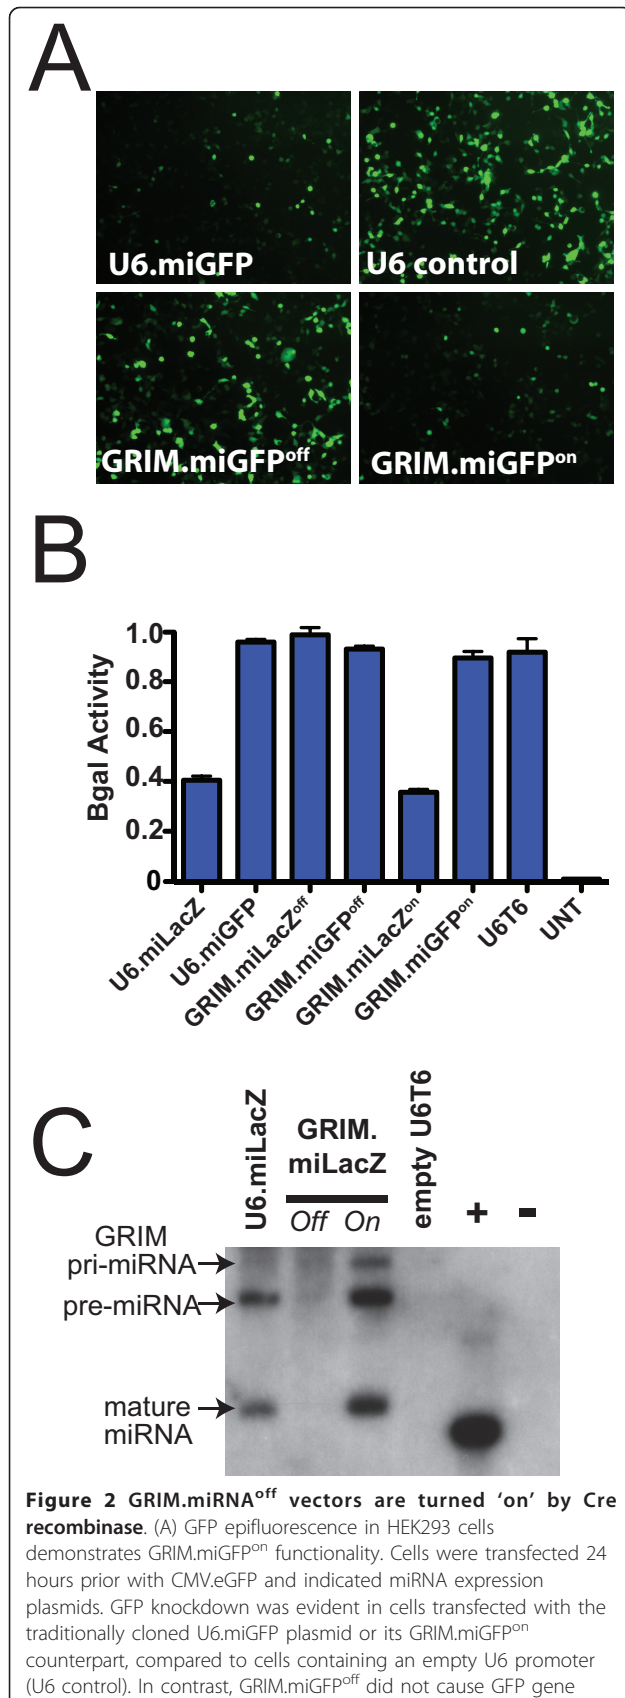 A
U6.miGFP
U6 control
GRIM.miGFPoff
GRIM.miGFPon
B
Bgal Activity
1.0
0.8
0.6
0.4
0.2
0
U6.miLacZ
U6.miGFP
GRIM.miLacZoff
GRIM.miGFPoff
GRIM.miLacZon
GRIM.miGFPon
U6T6
UNT
C
U6.miLacZ
GRIM.
miLacZ
Off
On
empty U6T6
+
-
GRIM
pri-miRNA
pre-miRNA
mature
miRNA
Figure 2 GRIM.miRNAoff vectors are turned ‘on’ by Cre
recombinase. (A) GFP epifluorescence in HEK293 cells
demonstrates GRIM.miGFPon functionality. Cells were transfected 24
hours prior with CMV.eGFP and indicated miRNA expression
plasmids. GFP knockdown was evident in cells transfected with the
traditionally cloned U6.miGFP plasmid or its GRIM.miGFPon
counterpart, compared to cells containing an empty U6 promoter
(U6 control). In contrast, GRIM.miGFPoff did not cause GFP gene